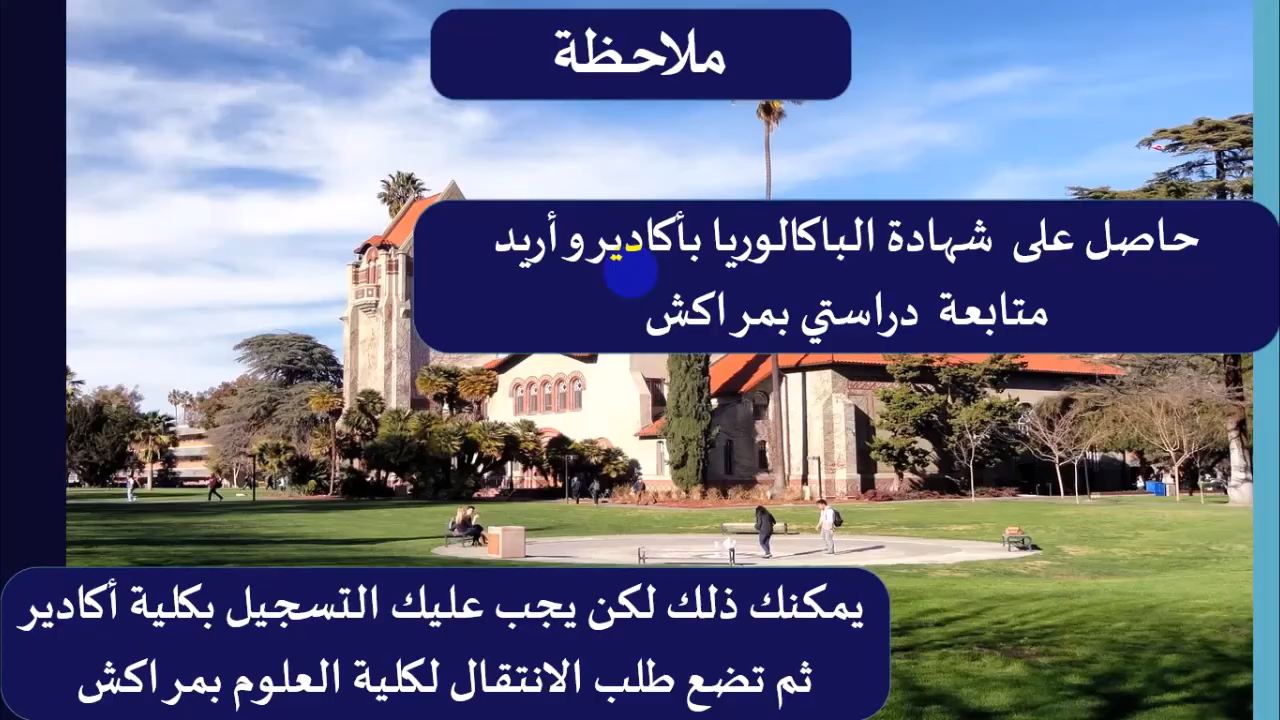 ملاحظة
حاصل على شهادة الباكالوريا بأكادير و أريد
متابعة دراستي بمراكش
يمكنك ذلك لكن يجب عليك التسجيل بكلية أكادير
ثم تضع طلب الانتقال لكلية العلوم بمراكش